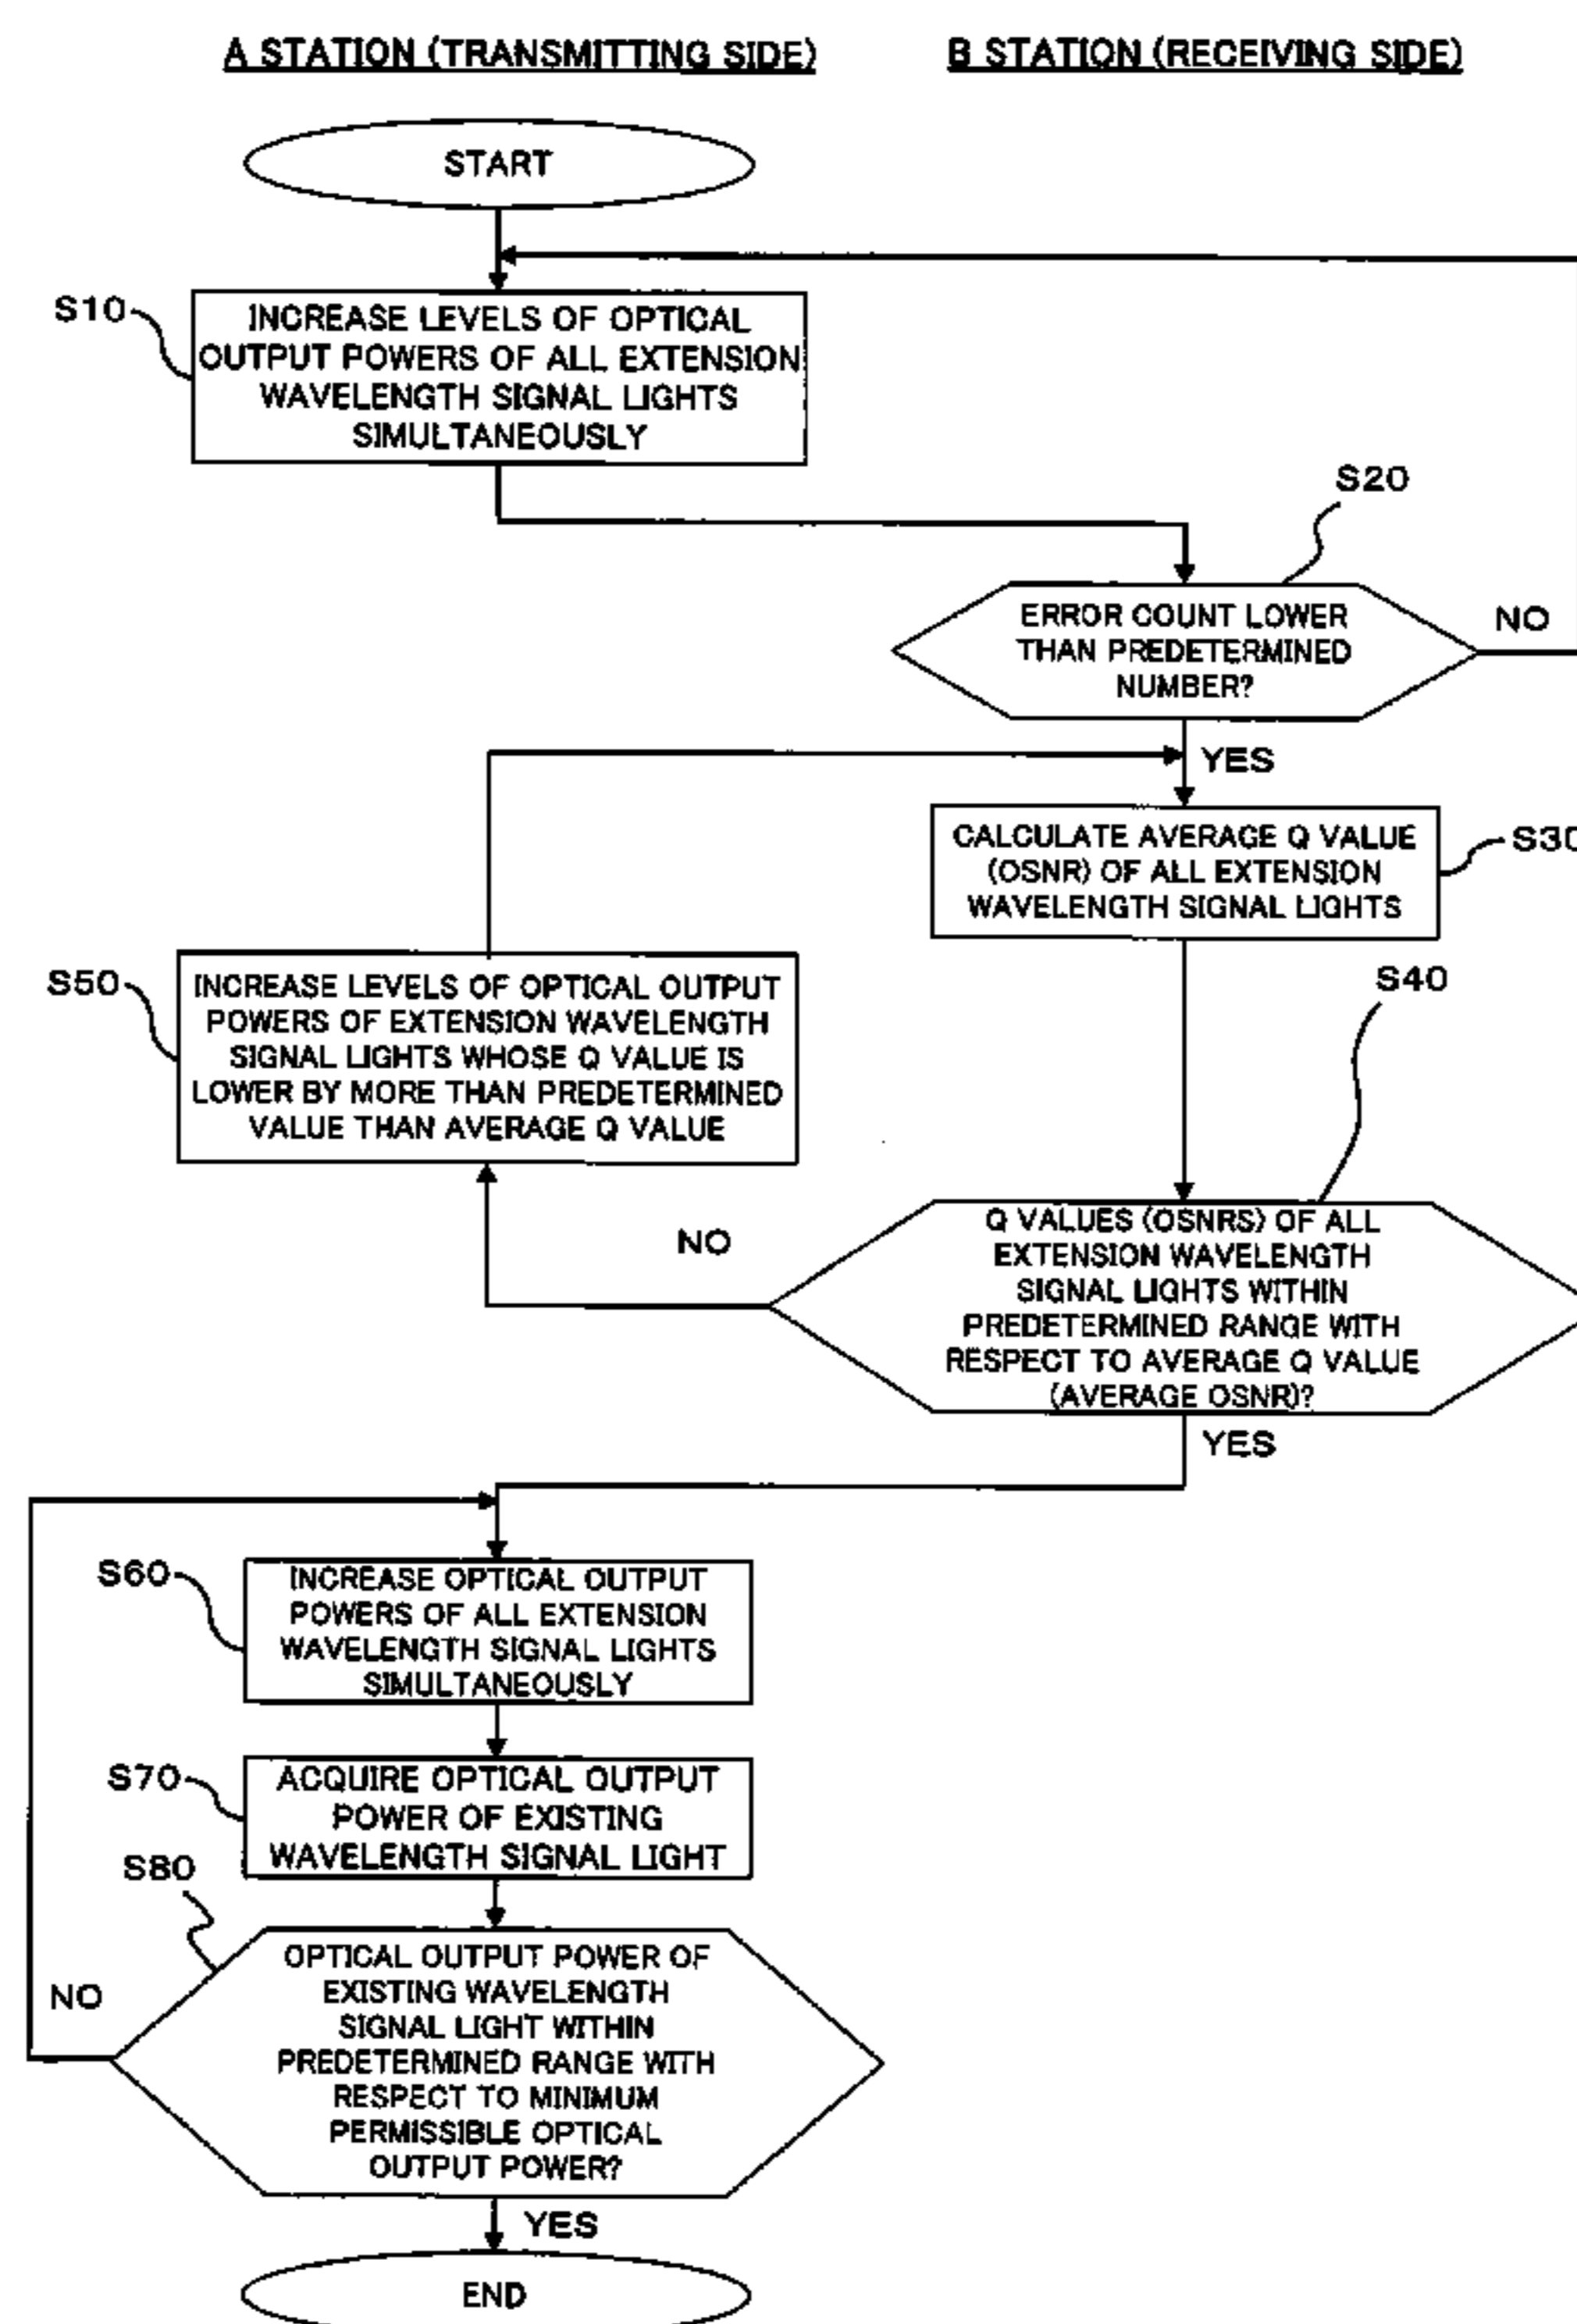 A STATION (TRANSMITTING SIDE)
B STATION (RECEIVING SIDE)
START
S10
INCREASE LEVELS OF OPTICAL
OUTPUT POWERS OF ALL EXTENSION
WAVELENGTH SIGNAL LIGHTS
SIMULTANEOUSLY
S20
ERROR COUNT LOWER
THAN PREDETERMINED
NUMBER?
NO
YES
CALCULATE AVERAGE Q VALUE
(OSNR) OF ALL EXTENSION
WAVELENGTH SIGNAL LIGHTS
S30
S50
INCREASE LEVELS OF OPTICAL OUTPUT
POWERS OF EXTENSION WAVELENGTH
SIGNAL LIGHTS WHOSE Q VALUE IS
LOWER BY MORE THAN PREDETERMINED
VALUE THAN AVERAGE Q VALUE
S40
NO
Q VALUES (OSNRS) OF ALL
EXTENSION WAVELENGTH
SIGNAL LIGHTS WITHIN
PREDETERMINED RANGE WITH
RESPECT TO AVERAGE Q VALUE
(AVERAGE OSNR)?
YES
S60
INCREASE OPTICAL OUTPUT
POWERS OF ALL EXTENSION
WAVELENGTH SIGNAL LIGHTS
SIMULTANEOUSLY
S70
ACQUIRE OPTICAL OUTPUT
POWER OF EXISTING
WAVELENGTH SIGNAL LIGHT
S80
NO
OPTICAL OUTPUT POWER OF
EXISTING WAVELENGTH
SIGNAL LIGHT WITHIN
PREDETERMINED RANGE WITH
RESPECT TO MINIMUM
PERMISSIBLE OPTICAL
OUTPUT POWER?
YES
END